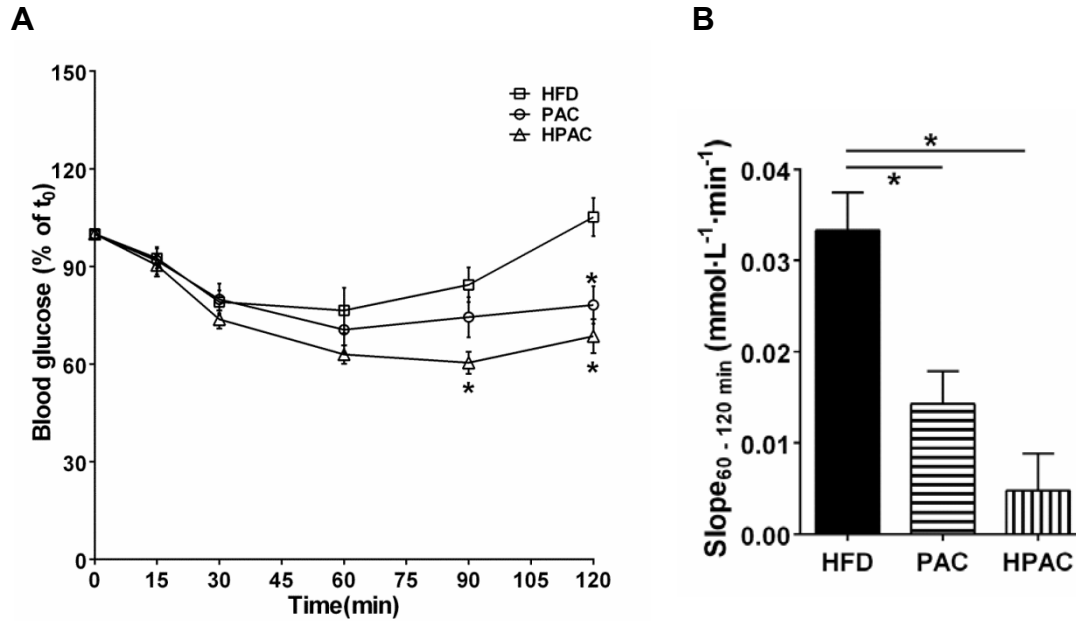 A
B
150
120
90
60
30
0
Blood glucose (% of t₀)
HFD
PAC
HPAC
*
*
*
0 15 30 45 60 75 90 105 120
Time(min)
*
*
0.04
0.03
0.02
0.01
0.00
Slope₆₀ ₋ ₁₂₀ min (mmol·L⁻¹·min⁻¹)
HFD PAC HPAC